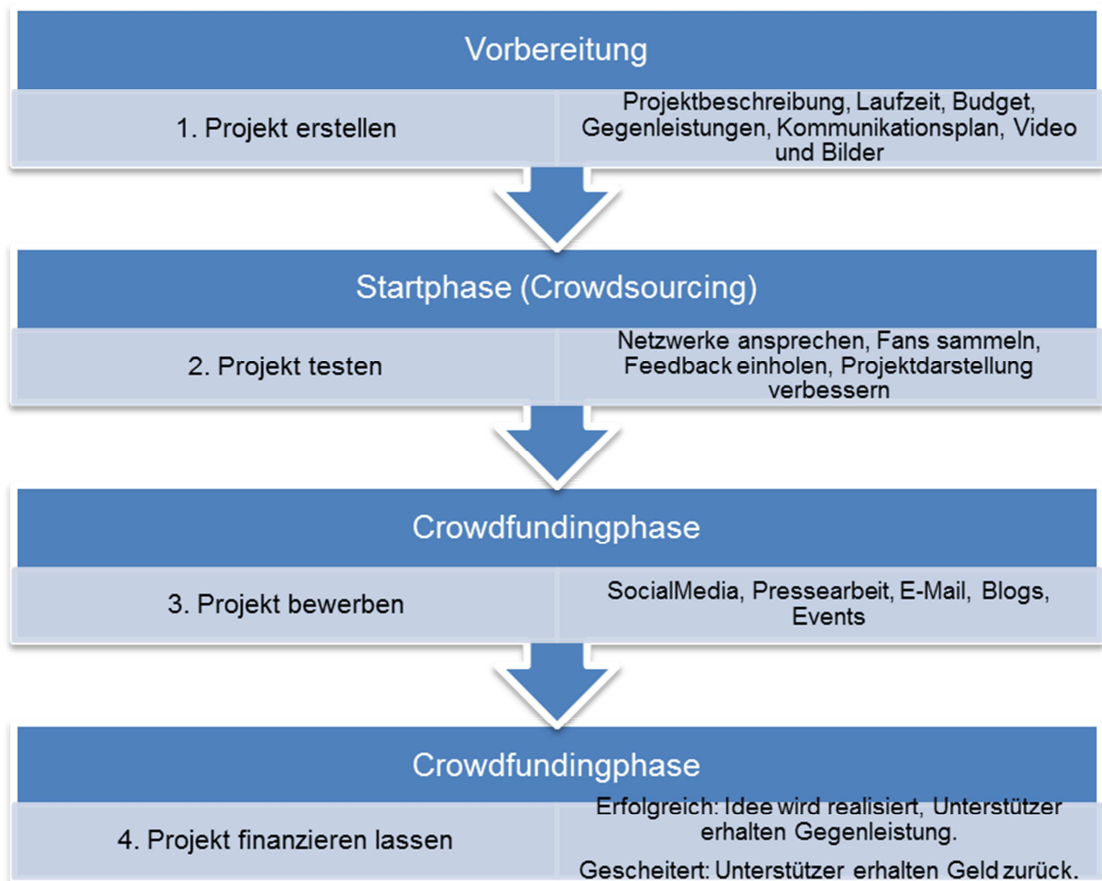 Vorbereitung
1. Projekt erstellen
Projektbeschreibung, Laufzeit, Budget,
Gegenleistungen, Kommunikationsplan, Video
und Bilder
Startphase (Crowdsourcing)
2. Projekt testen
Netzwerke ansprechen, Fans sammeln,
Feedback einholen, Projektdarstellung
verbessern
Crowdfundingphase
3. Projekt bewerben
SocialMedia, Pressearbeit, E-Mail, Blogs,
Events
Crowdfundingphase
4. Projekt finanzieren lassen
Erfolgreich: Idee wird realisiert, Unterstützer
erhalten Gegenleistung.
Gescheitert: Unterstützer erhalten Geld zurück.